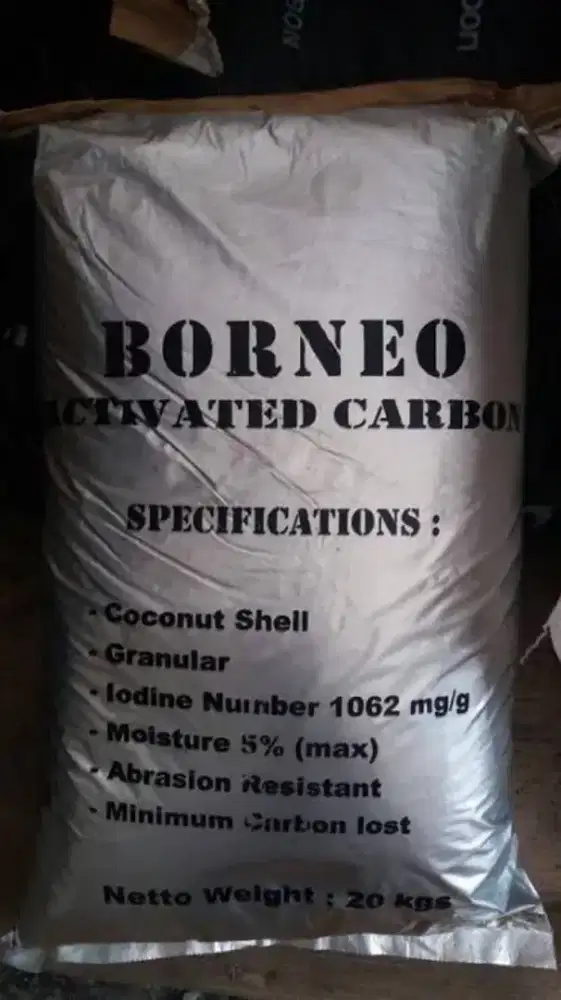 BORNEO
ACTIVATED CARBON
SPECIFICATIONS :
- Coconut Shell
- Granular
- Iodine Number 1062 mg/g
- Moisture 5% (max)
- Abrasion Resistant
- Minimum Carbon lost
Netto Weight : 20 kgs